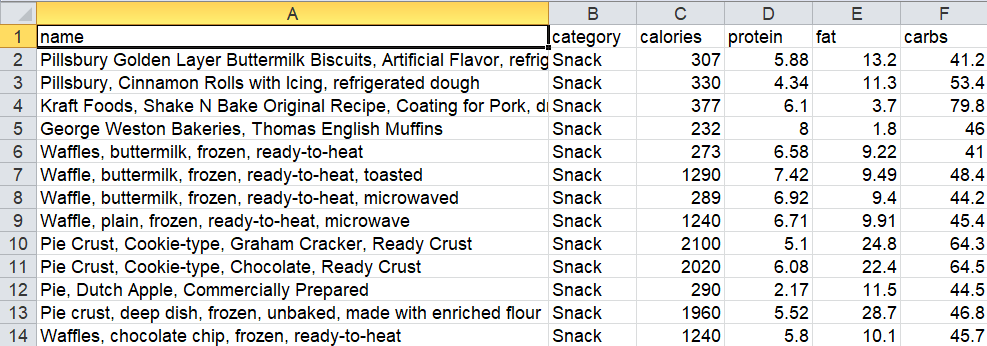 A B C D E F
1 name category calories protein fat carbs
2 Pillsbury Golden Layer Buttermilk Biscuits, Artificial Flavor, Snack 307 5.88 13.2 41.2
3 Pillsbury, Cinnamon Rolls with Icing, refrigerated dough Snack 330 4.34 11.3 53.4
4 Kraft Foods, Shake N Bake Original Recipe, Coating for Pork, Snack 377 6.1 3.7 79.8
5 George Weston Bakeries, Thomas English Muffins Snack 232 8 1.8 46
6 Waffles, buttermilk, frozen, ready-to-heat Snack 273 6.58 9.22 41
7 Waffle, buttermilk, frozen, ready-to-heat, toasted Snack 1290 7.42 9.49 48.4
8 Waffle, buttermilk, frozen, ready-to-heat, microwaved Snack 289 6.92 9.4 44.2
9 Waffle, plain, frozen, ready-to-heat, microwave Snack 1240 6.71 9.91 45.4
10 Pie Crust, Cookie-type, Graham Cracker, Ready Crust Snack 2100 5.1 24.8 64.3
11 Pie Crust, Cookie-type, Chocolate, Ready Crust Snack 2020 6.08 22.4 64.5
12 Pie, Dutch Apple, Commercially Prepared Snack 290 2.17 11.5 44.5
13 Pie crust, deep dish, frozen, unbaked, made with enriched flour Snack 1960 5.52 28.7 46.8
14 Waffles, chocolate chip, frozen, ready-to-heat Snack 1240 5.8 10.1 45.7